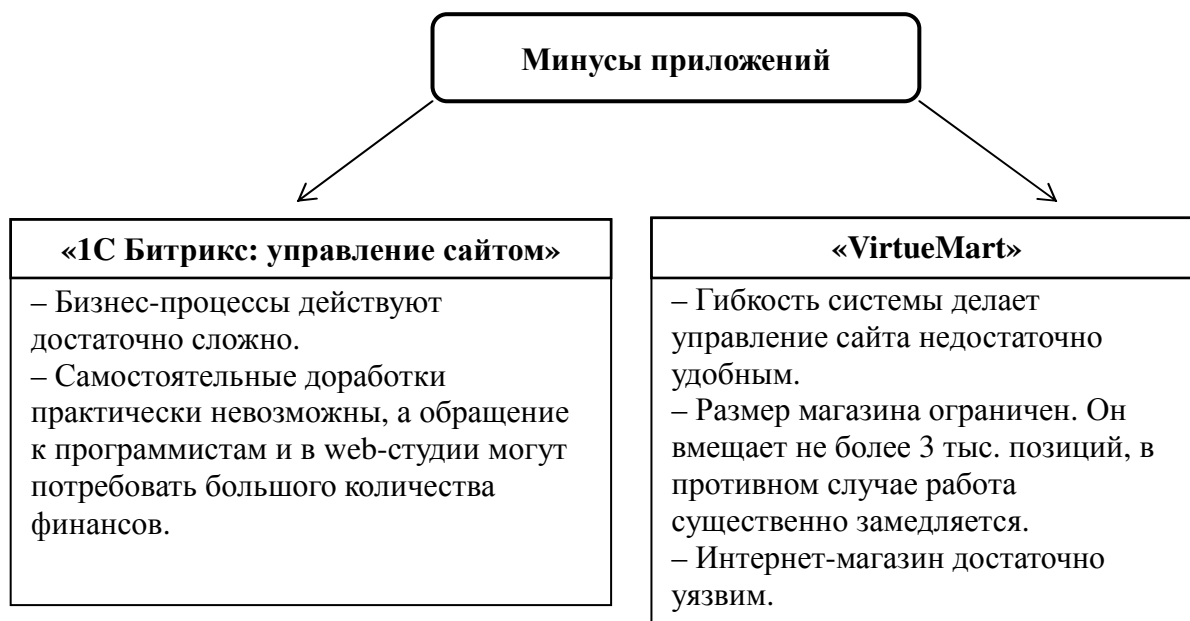 Минусы приложений
«1С Битрикс: управление сайтом»
– Бизнес-процессы действуют
достаточно сложно.
– Самостоятельные доработки
практически невозможны, а обращение
к программистам и в web-студии могут
потребовать большого количества
финансов.
«VirtueMart»
– Гибкость системы делает
управление сайта недостаточно
удобным.
– Размер магазина ограничен. Он
вмещает не более 3 тыс. позиций, в
противном случае работа
существенно замедляется.
– Интернет-магазин достаточно
уязвим.